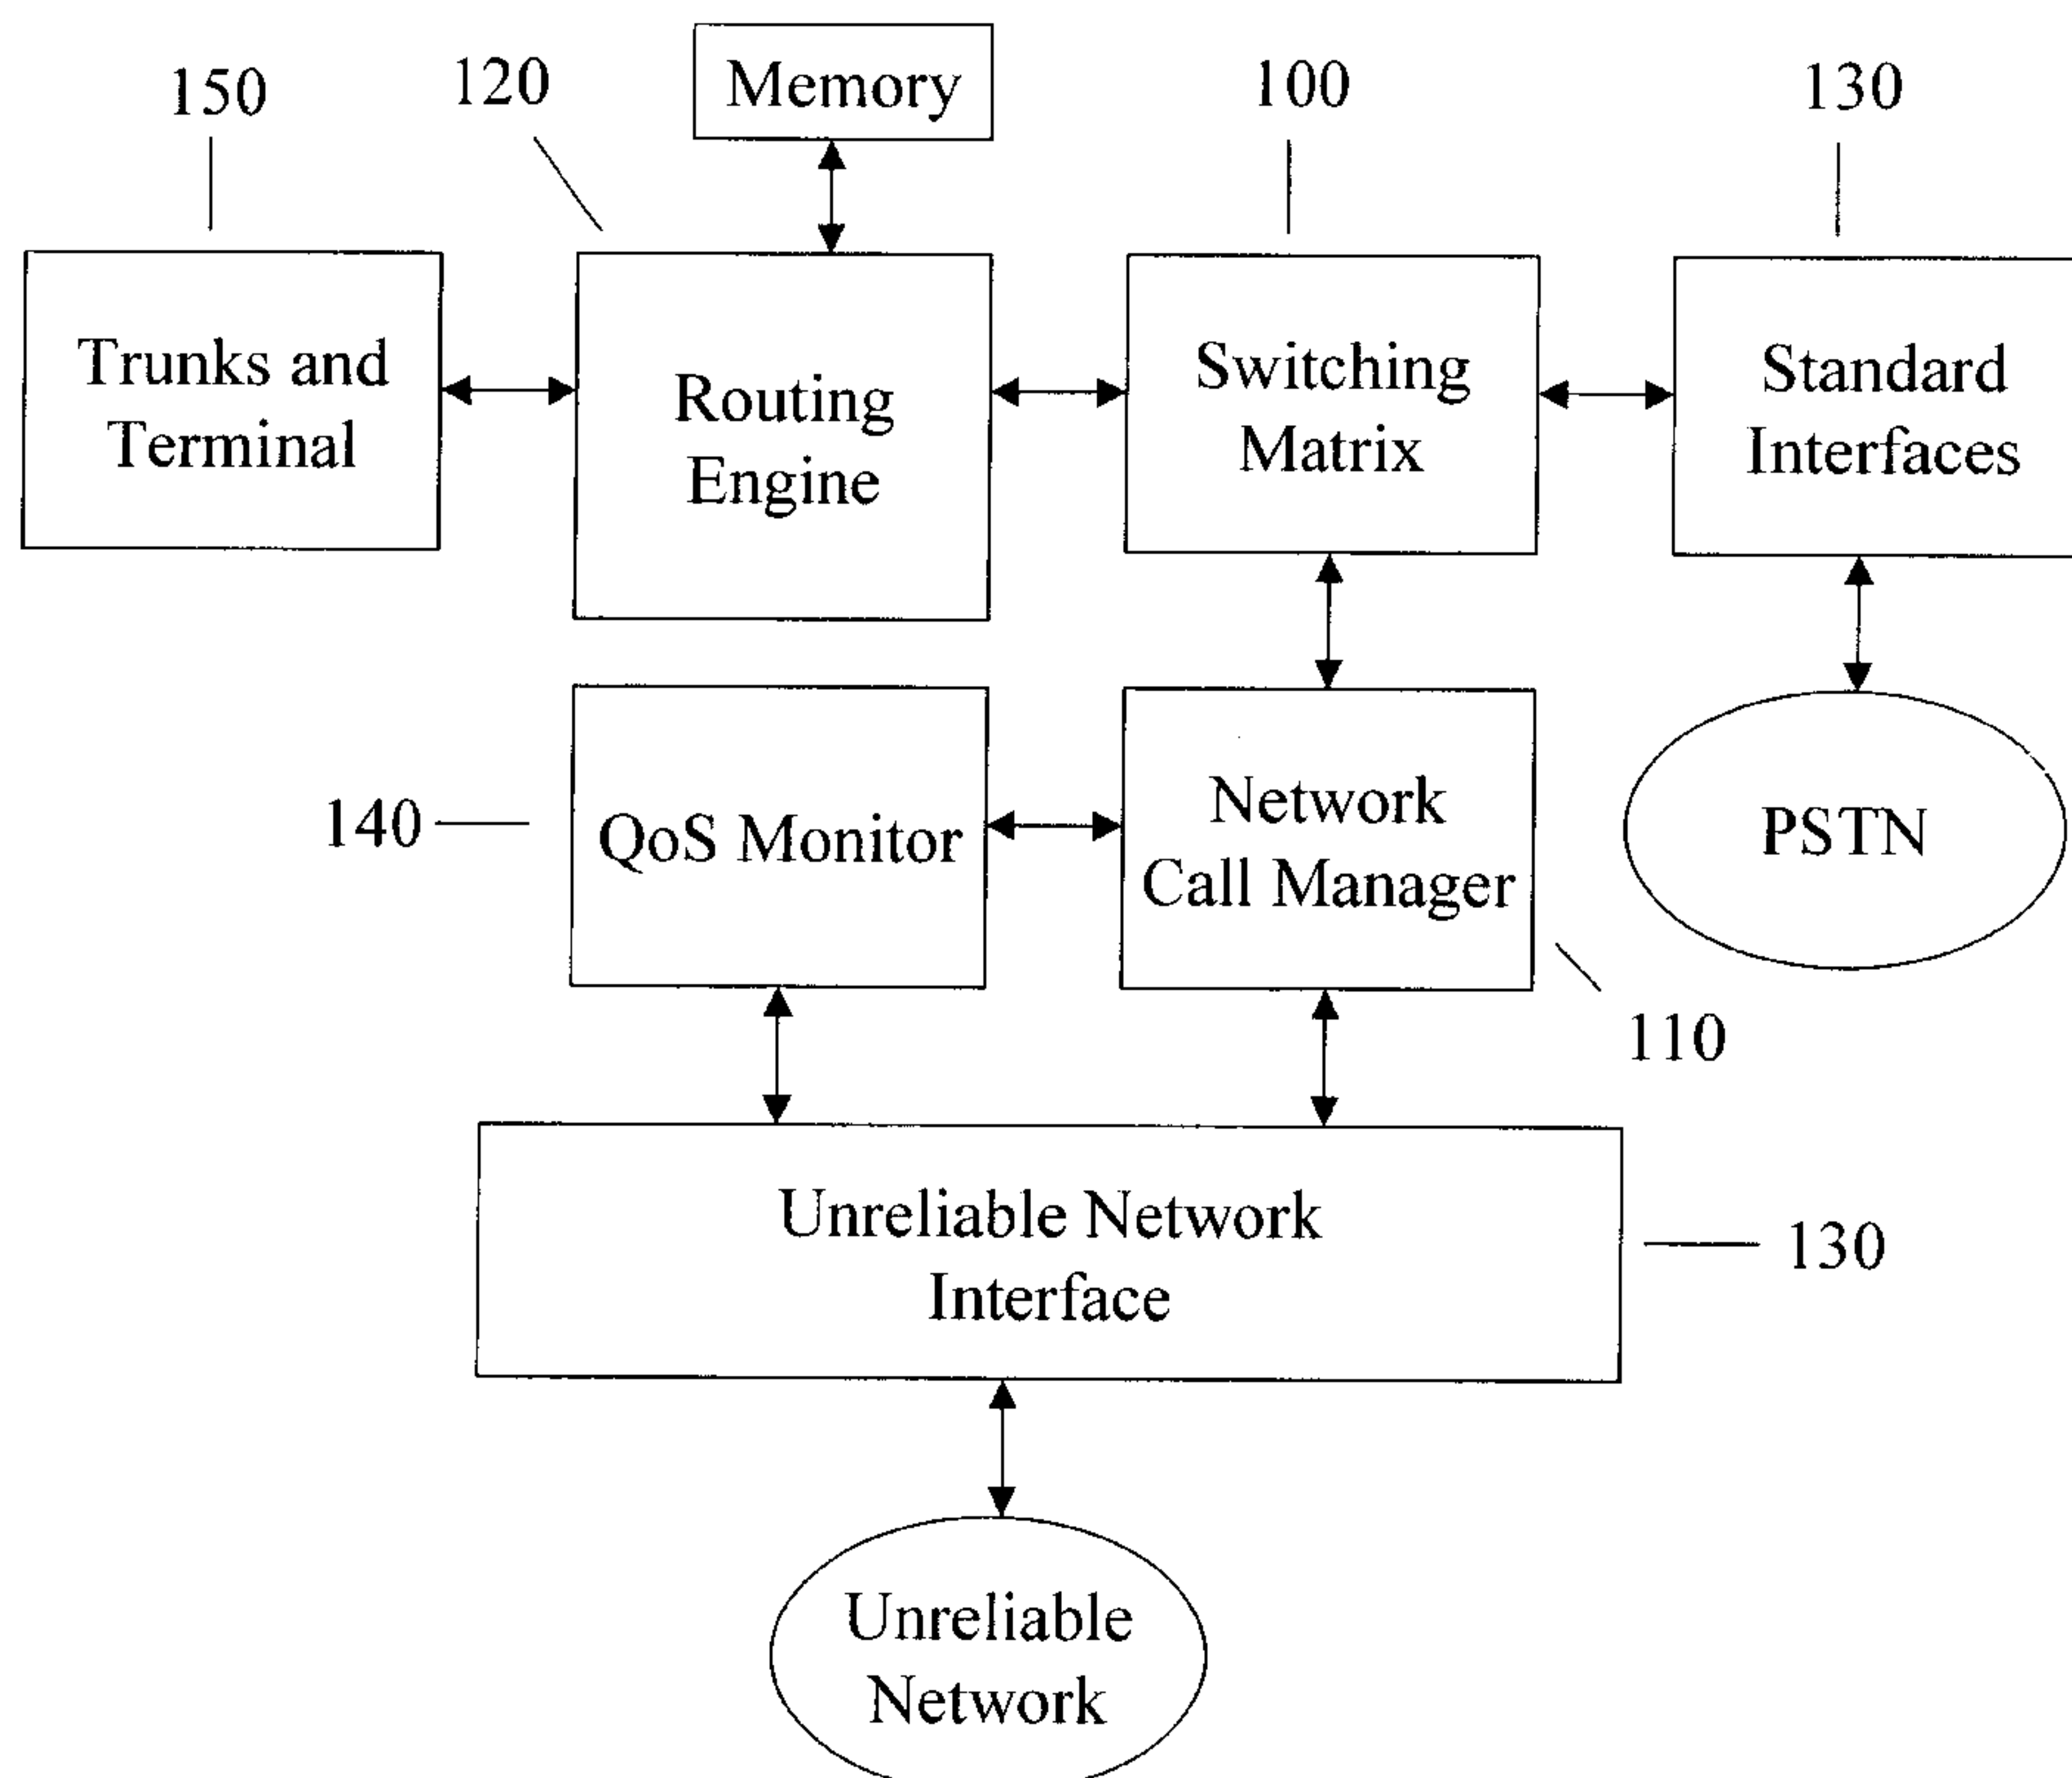 150
120
Memory
100
130
Trunks and
Terminal
Routing
Engine
Switching
Matrix
Standard
Interfaces
140
QoS Monitor
Network
Call Manager
PSTN
110
Unreliable Network
Interface
130
Unreliable
Network